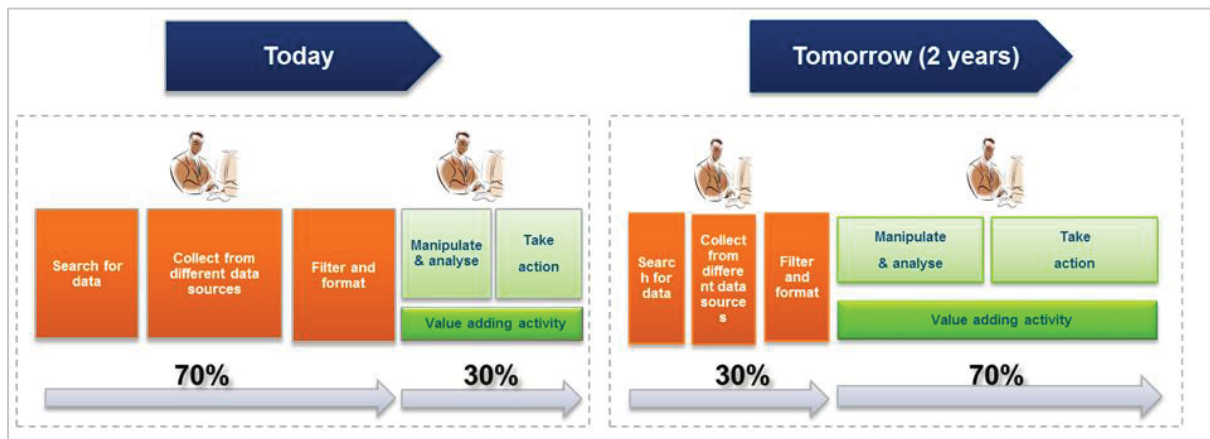 Today
Search for
data
Collect from
different data
sources
Filter and
format
Manipulate
& analyse
Take
action
Value adding activity
70%
30%
Tomorrow (2 years)
Searc
h for
data
Collect
from
differe
nt data
source
s
Filter
and
format
Manipulate
& analyse
Take
action
Value adding activity
30%
70%